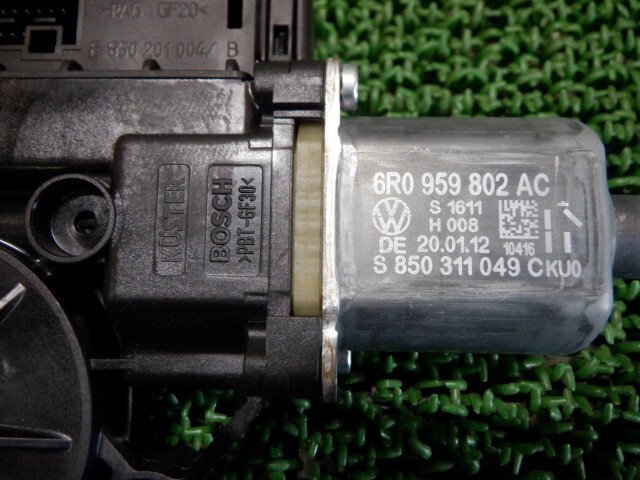 >PA6 GF20<
E 850 201 004/ B
KÜSTER
BOSCH
>PBT-GF30<
6R0 959 802 AC
S 1611
H 008
DE 20.01.12
10416
S 850 311 049 C KU0